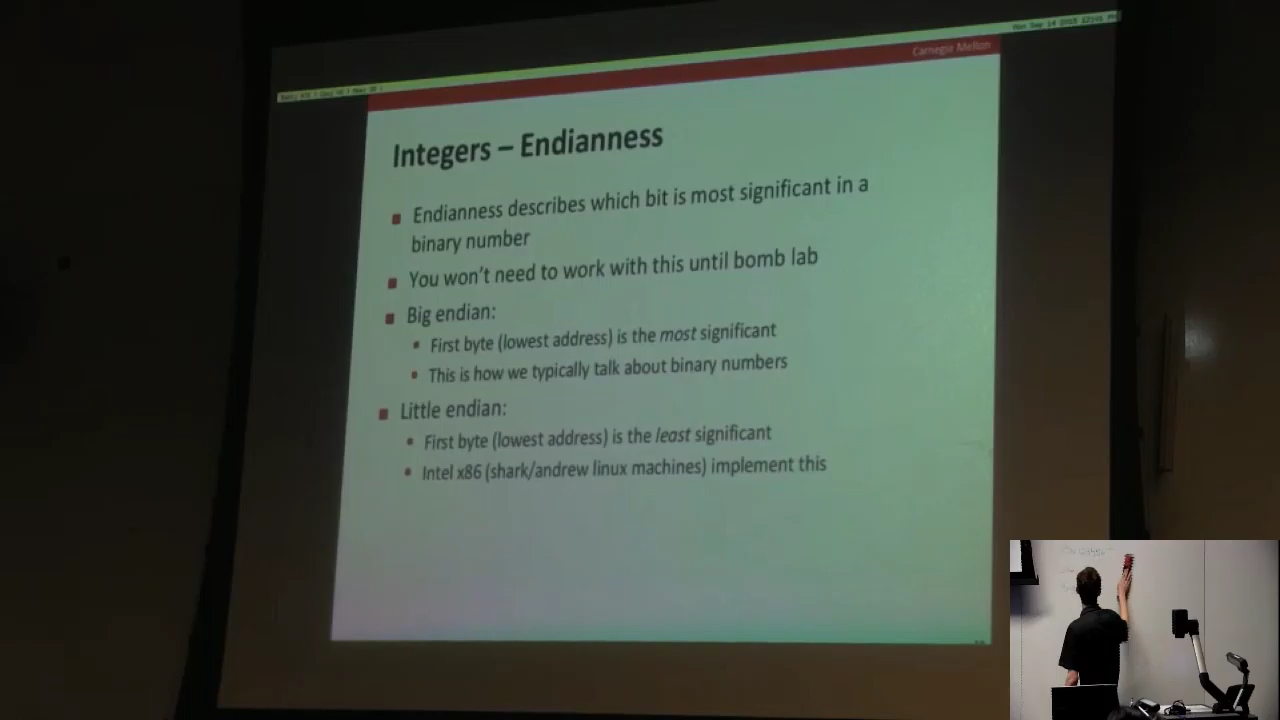 Carnegie Mellon
Integers – Endianness
Endianness describes which bit is most significant in a
binary number
You won't need to work with this until bomb lab
Big endian:
First byte (lowest address) is the most significant
This is how we typically talk about binary numbers
Little endian:
First byte (lowest address) is the least significant
Intel x86 (shark/andrew linux machines) implement this